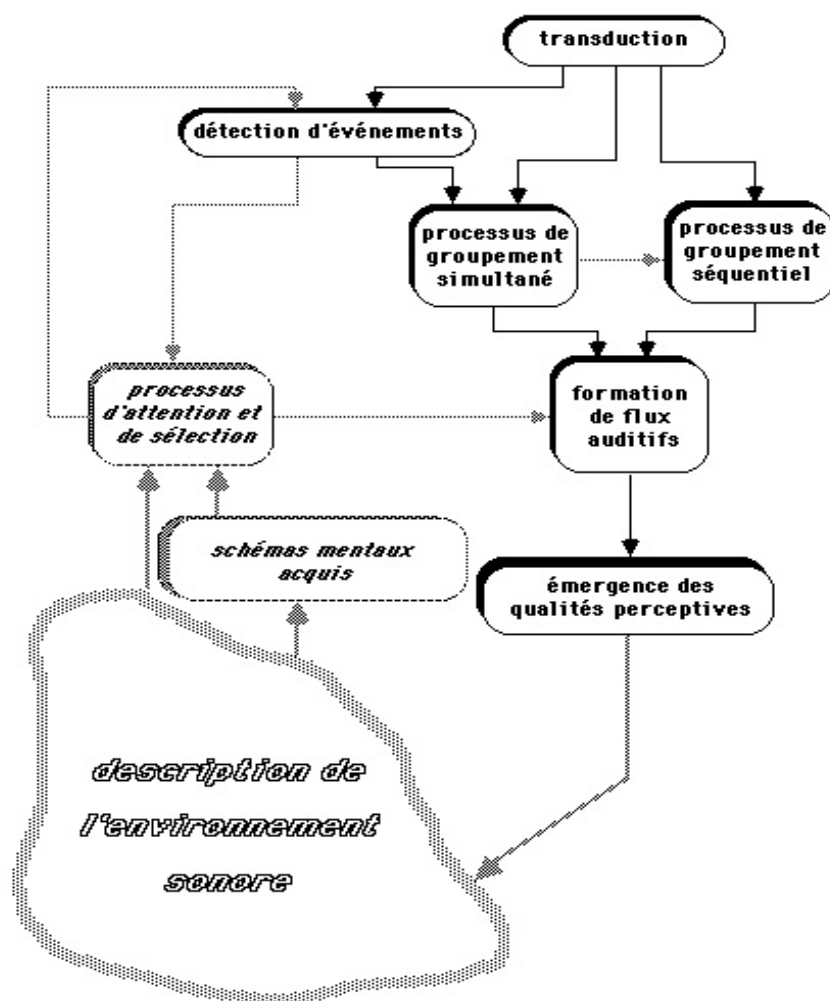 transduction
détection d'événements
processus de
groupement
simultané
processus de
groupement
séquentiel
processus
d'attention et
de sélection
formation
de flux
auditifs
schémas mentaux
acquis
émergence des
qualités perceptives
description de
l'environnement
sonore